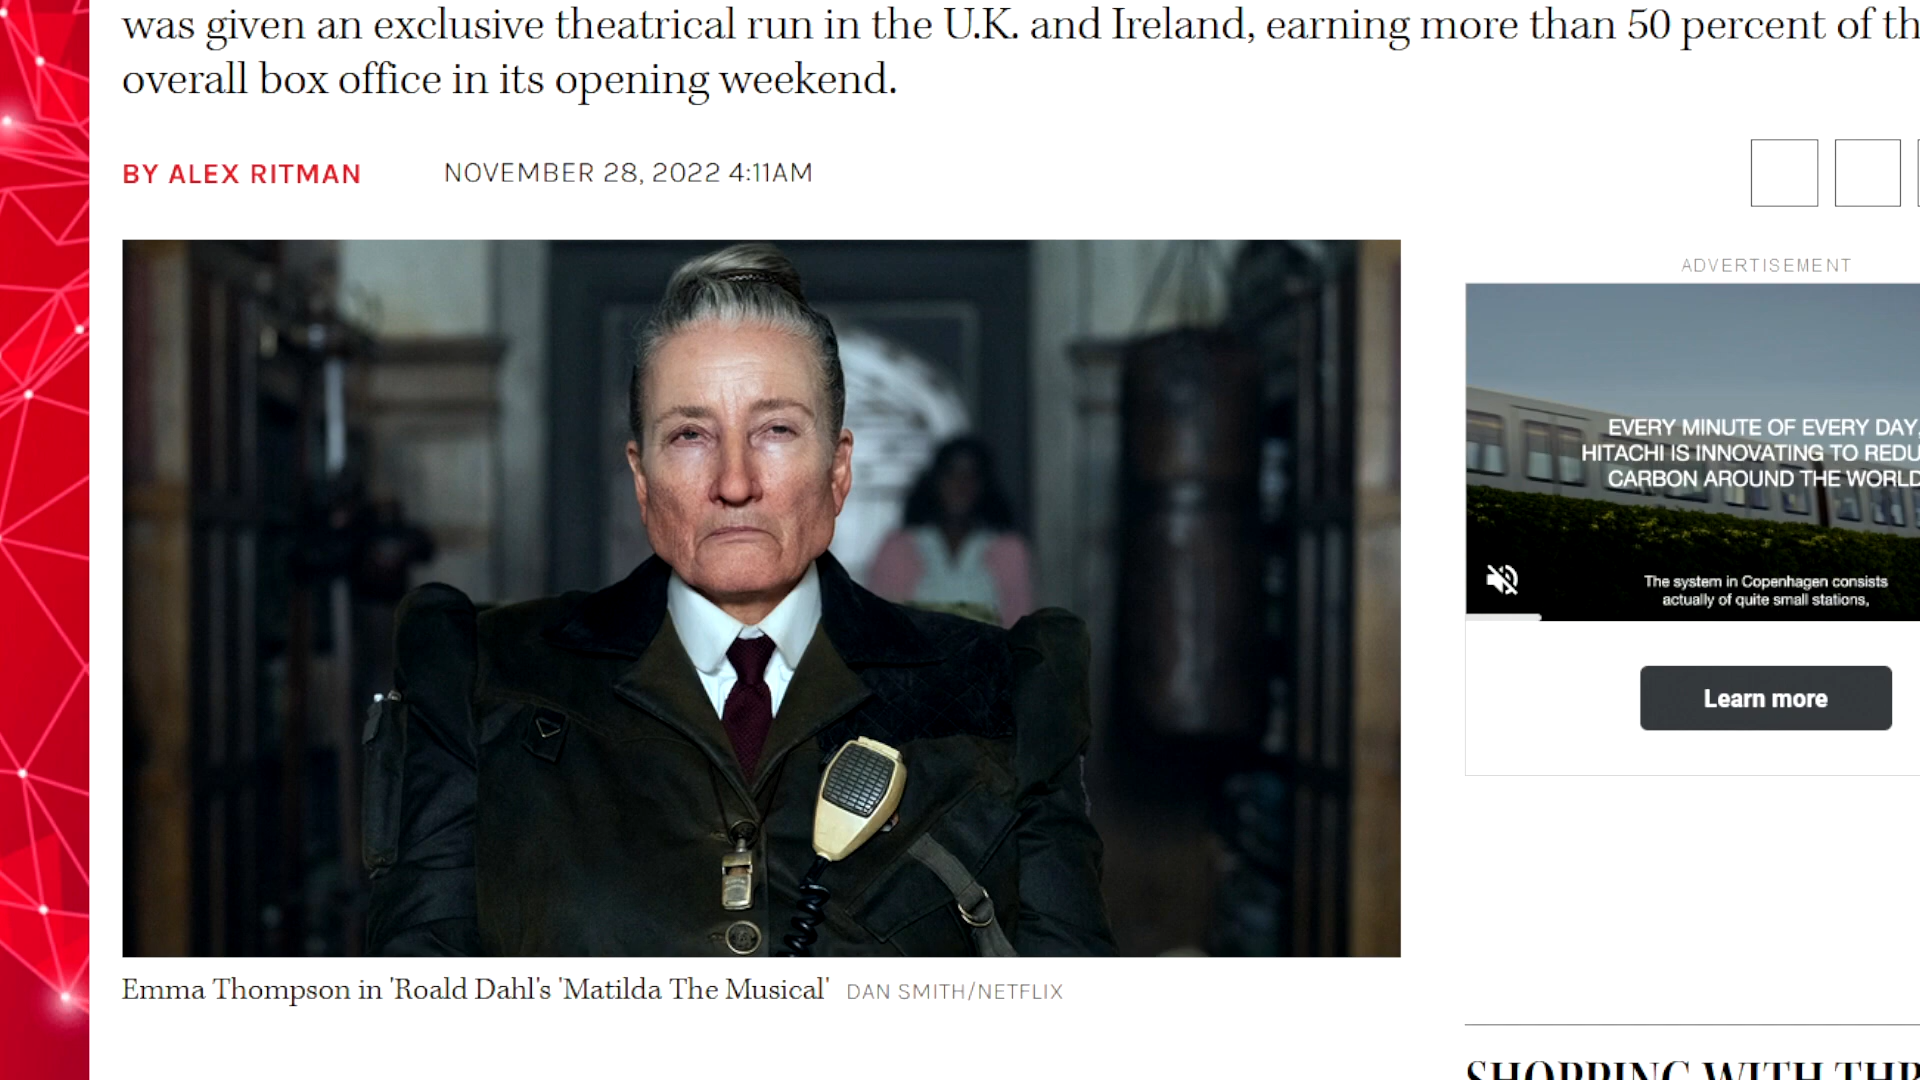 was given an exclusive theatrical run in the U.K. and Ireland, earning more than 50 percent of th
overall box office in its opening weekend.
BY ALEX RITMAN NOVEMBER 28, 2022 4:11AM
ADVERTISEMENT
EVERY MINUTE OF EVERY DAY,
HITACHI IS INNOVATING TO REDU
CARBON AROUND THE WORLD
The system in Copenhagen consists
actually of quite small stations,
Learn more
Emma Thompson in 'Roald Dahl's 'Matilda The Musical' DAN SMITH/NETFLIX
SHOPPING WITH THR